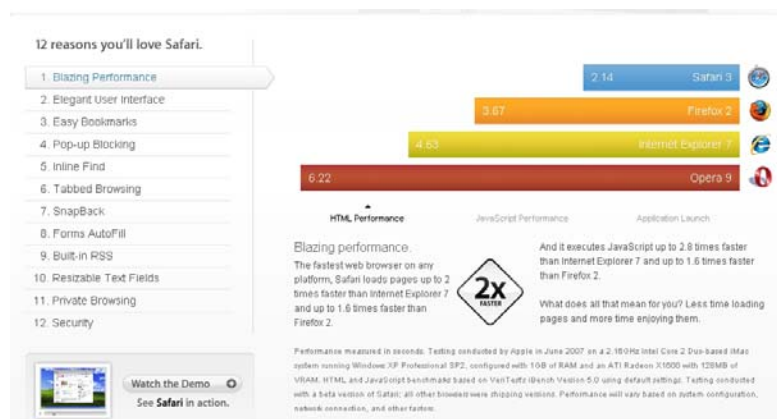 12 reasons you'll love Safari.
1. Blazing Performance
2. Elegant User Interface
3. Easy Bookmarks
4. Pop-up Blocking
5. Inline Find
6. Tabbed Browsing
7. SnapBack
8. Forms AutoFill
9. Built-in RSS
10. Resizable Text Fields
11. Private Browsing
12. Security
Watch the Demo
See Safari in action.
2.14 Safari 3
3.67 Firefox 2
4.63 Internet Explorer 7
6.22 Opera 9
HTML Performance JavaScript Performance Application Launch
Blazing performance.
The fastest web browser on any
platform, Safari loads pages up to 2
times faster than Internet Explorer 7
and up to 1.6 times faster than
Firefox 2.
2x
FASTER
And it executes JavaScript up to 2.8 times faster
than Internet Explorer 7 and up to 1.6 times faster
than Firefox 2.
What does all that mean for you? Less time loading
pages and more time enjoying them.
Performance measured in seconds. Testing conducted by Apple in June 2007 on a 2.16GHz Intel Core 2 Duo-based iMac
system running Windows XP Professional SP2, configured with 1GB of RAM and an ATI Radeon X1600 with 128MB of
VRAM. HTML and JavaScript benchmarks based on VeriTest's iBench Version 5.0 using default settings. Testing conducted
with a beta version of Safari; all other browsers were shipping versions. Performance will vary based on system configuration,
network connection, and other factors.